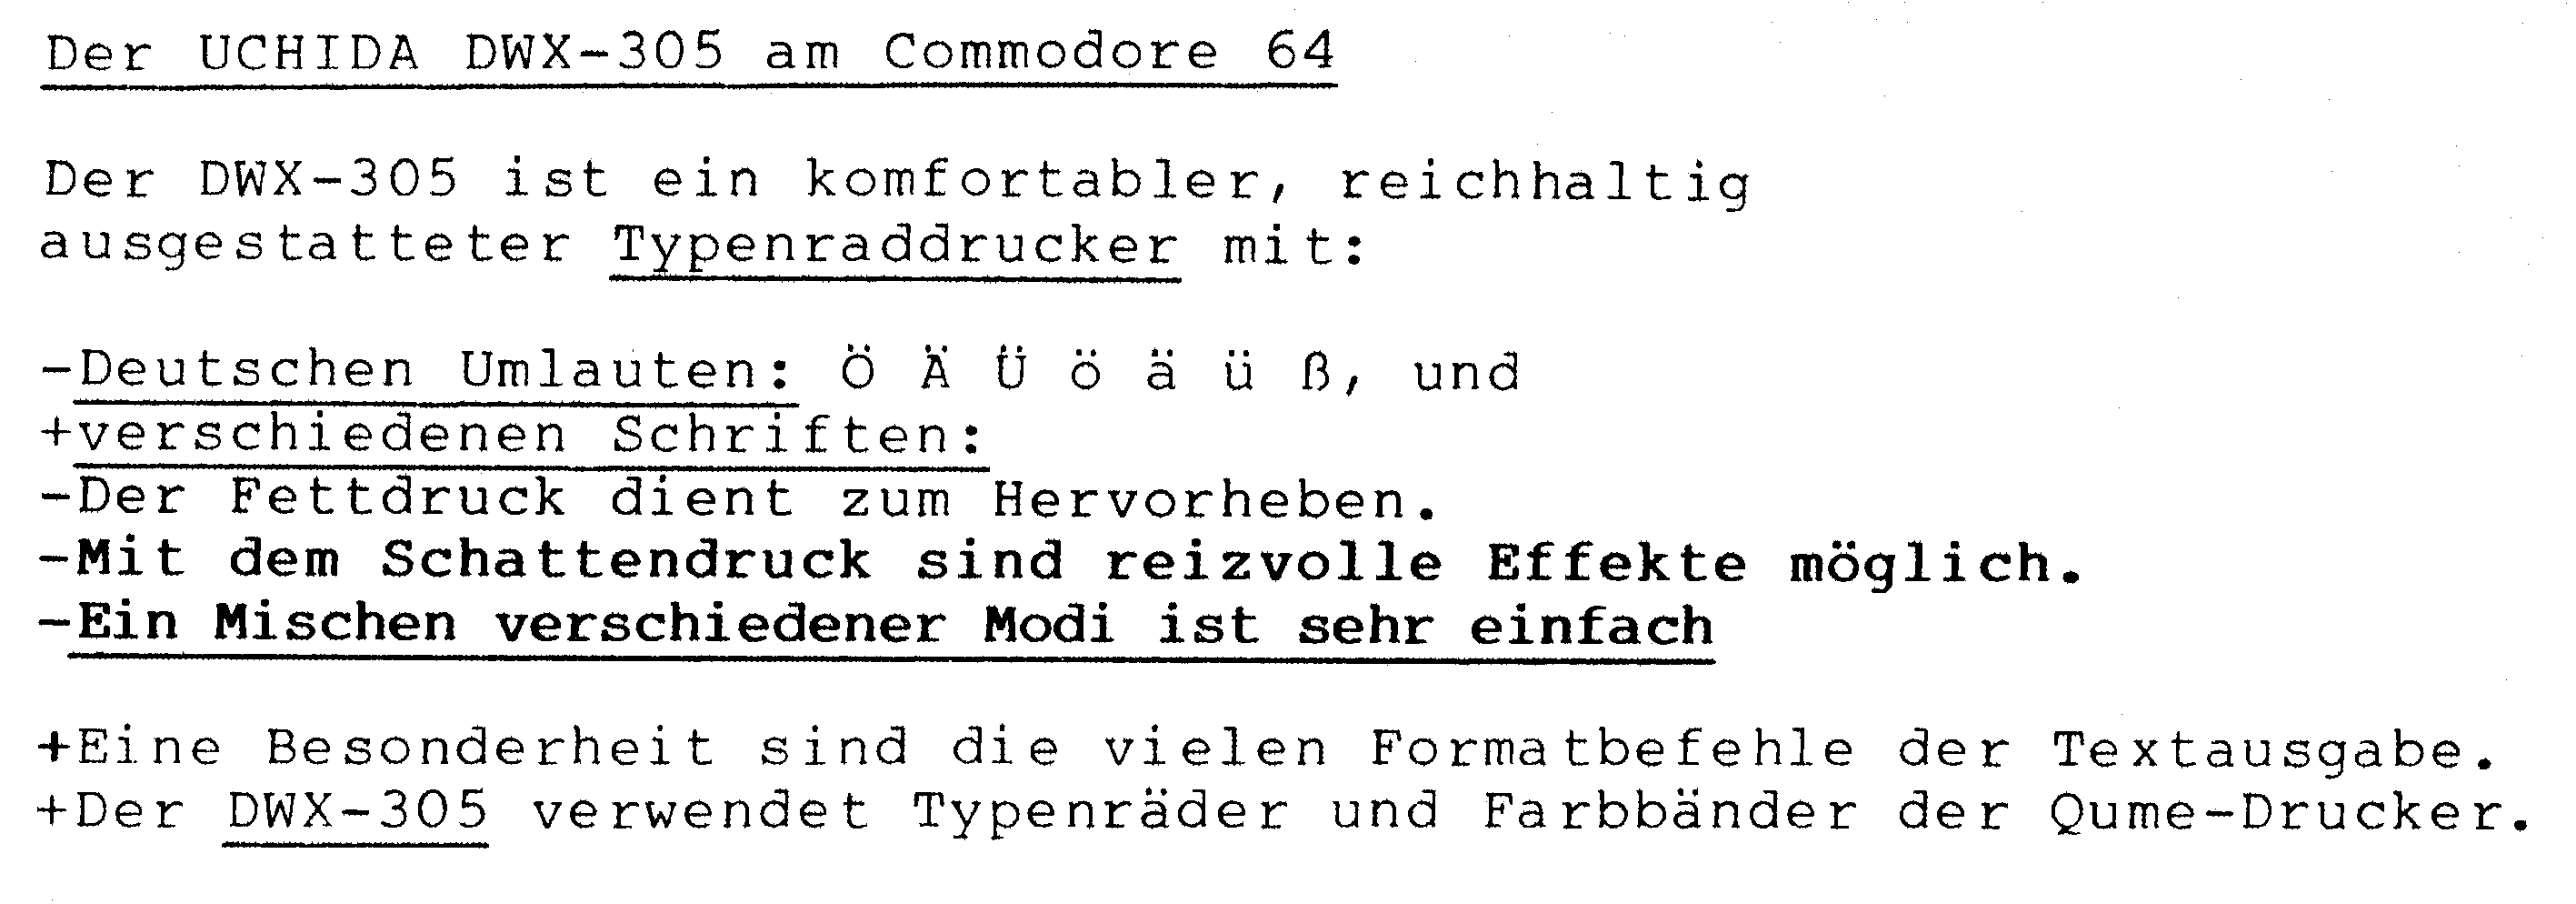 Der UCHIDA DWX-305 am Commodore 64
Der DWX-305 ist ein komfortabler, reichhaltig
ausgestatteter Typenraddrucker mit:
-Deutschen Umlauten: Ö Ä Ü ö ä ü ß, und
+verschiedenen Schriften:
-Der Fettdruck dient zum Hervorheben.
-Mit dem Schattendruck sind reizvolle Effekte möglich.
-Ein Mischen verschiedener Modi ist sehr einfach
+Eine Besonderheit sind die vielen Formatbefehle der Textausgabe.
+Der DWX-305 verwendet Typenräder und Farbbänder der Qume-Drucker.